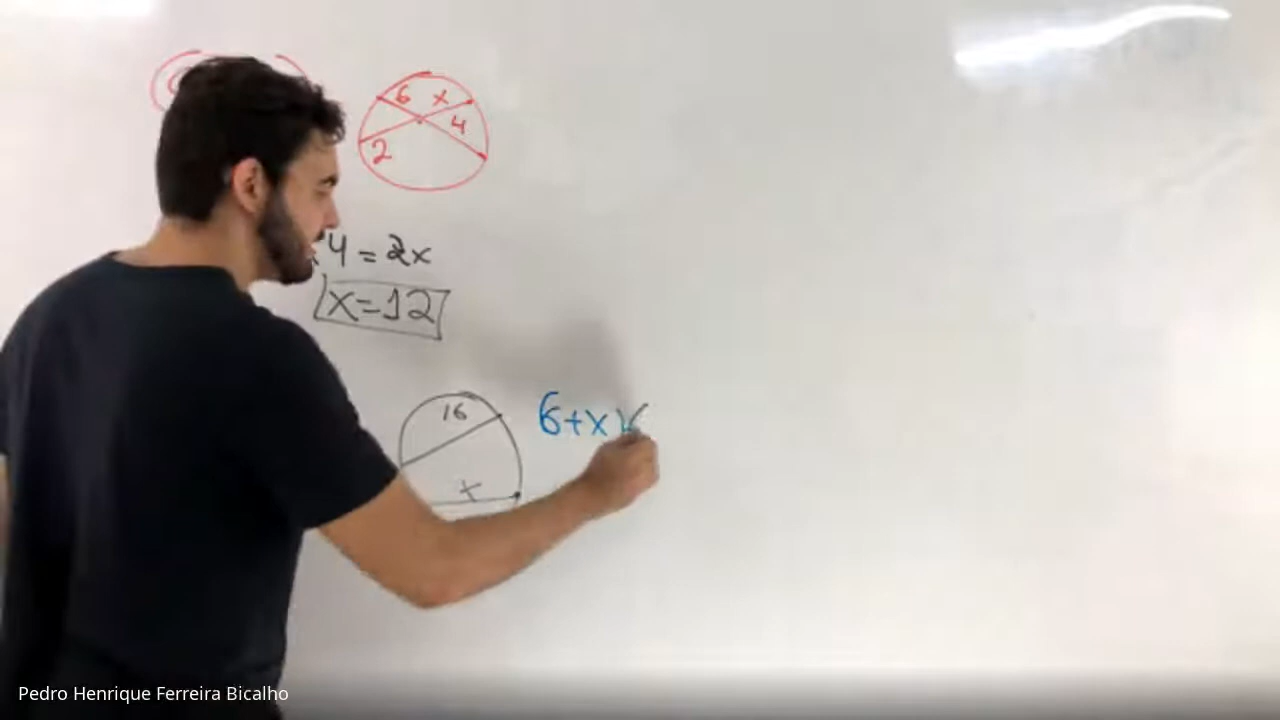 6 x
2 4
4 = 2x
x=12
16
6+x
x
Pedro Henrique Ferreira Bicalho